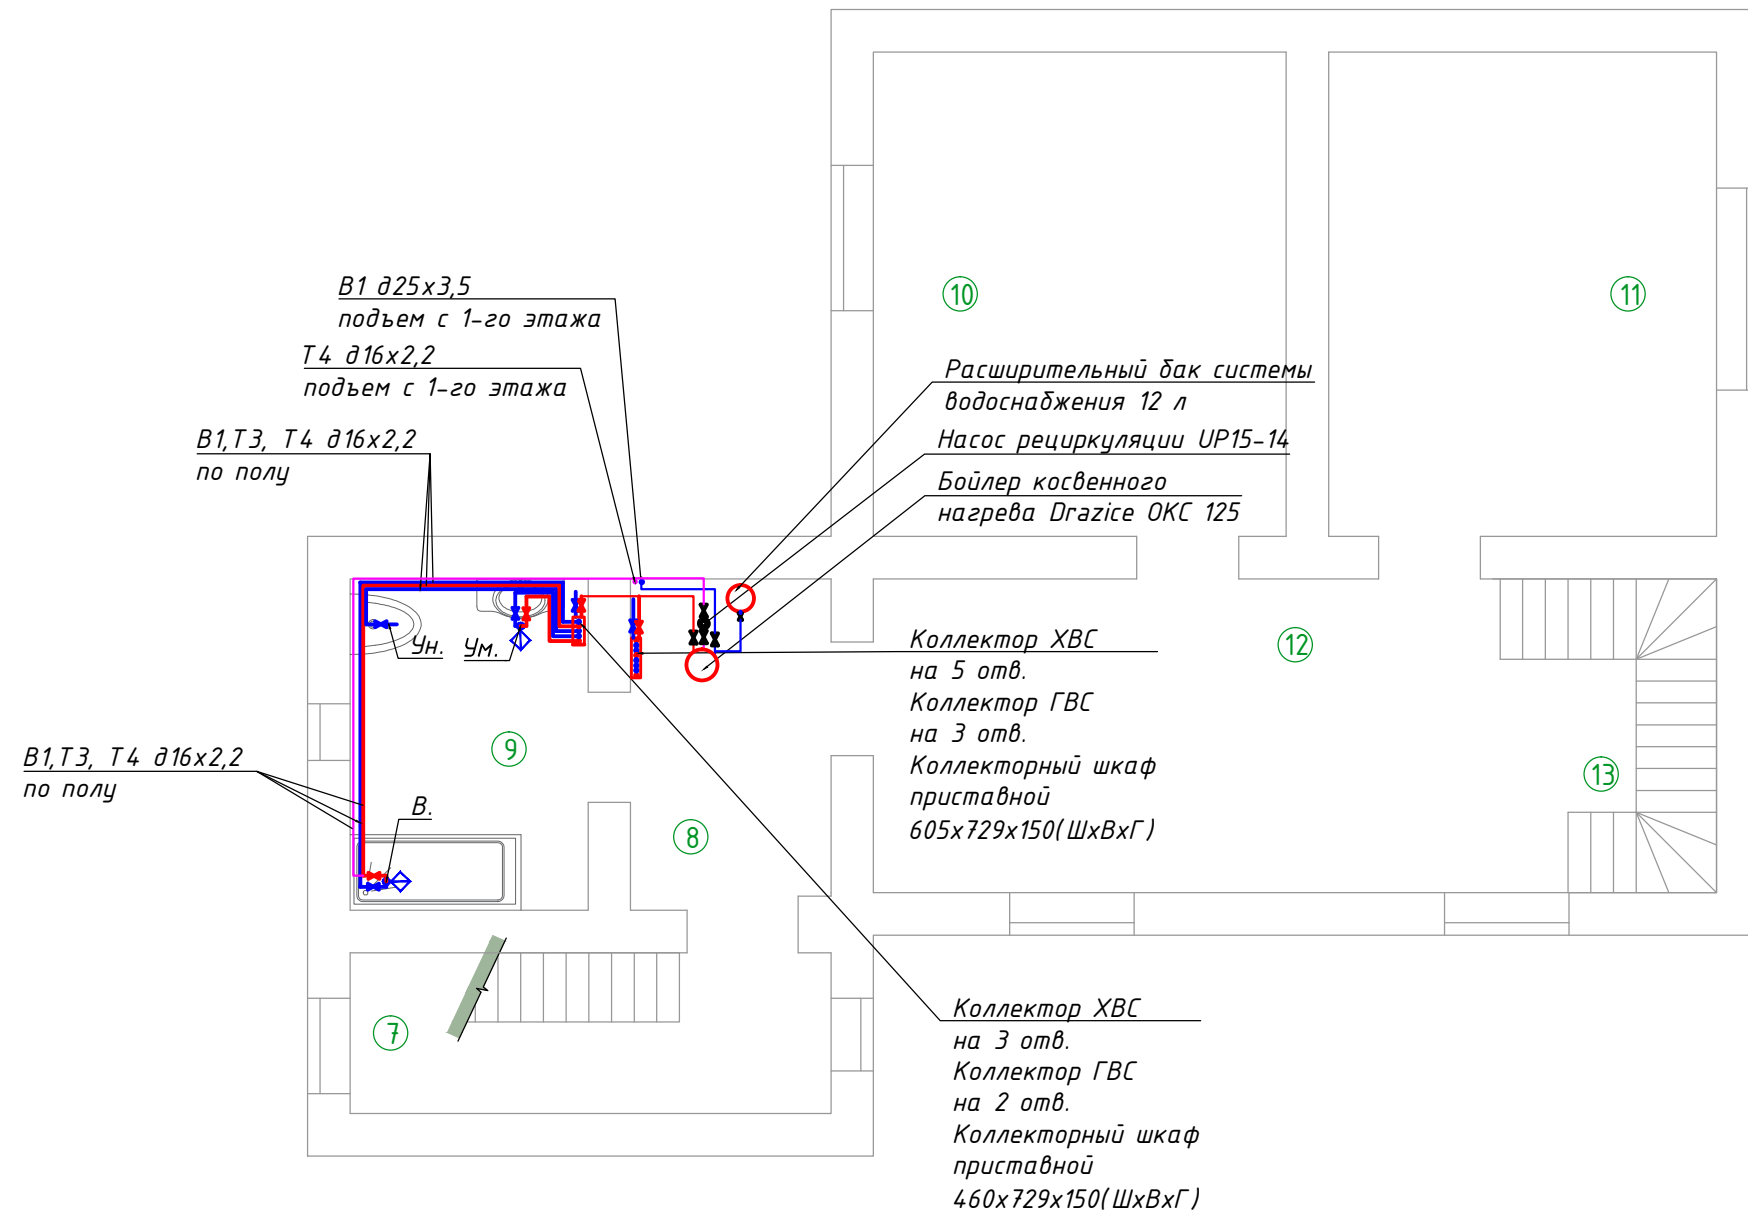 В1 д25х3,5
подъем с 1-го этажа
Т4 д16х2,2
подъем с 1-го этажа
В1,Т3, Т4 д16х2,2
по полу
10
11
Расширительный бак системы
водоснабжения 12 л
Насос рециркуляции UP15-14
Бойлер косвенного
нагрева Drazice OKC 125
Ун.
Ум.
Коллектор ХВС
на 5 отв.
Коллектор ГВС
на 3 отв.
Коллекторный шкаф
приставной
605х729х150(ШхВхГ)
12
9
В1,Т3, Т4 д16х2,2
по полу
13
В.
8
7
Коллектор ХВС
на 3 отв.
Коллектор ГВС
на 2 отв.
Коллекторный шкаф
приставной
460х729х150(ШхВхГ)